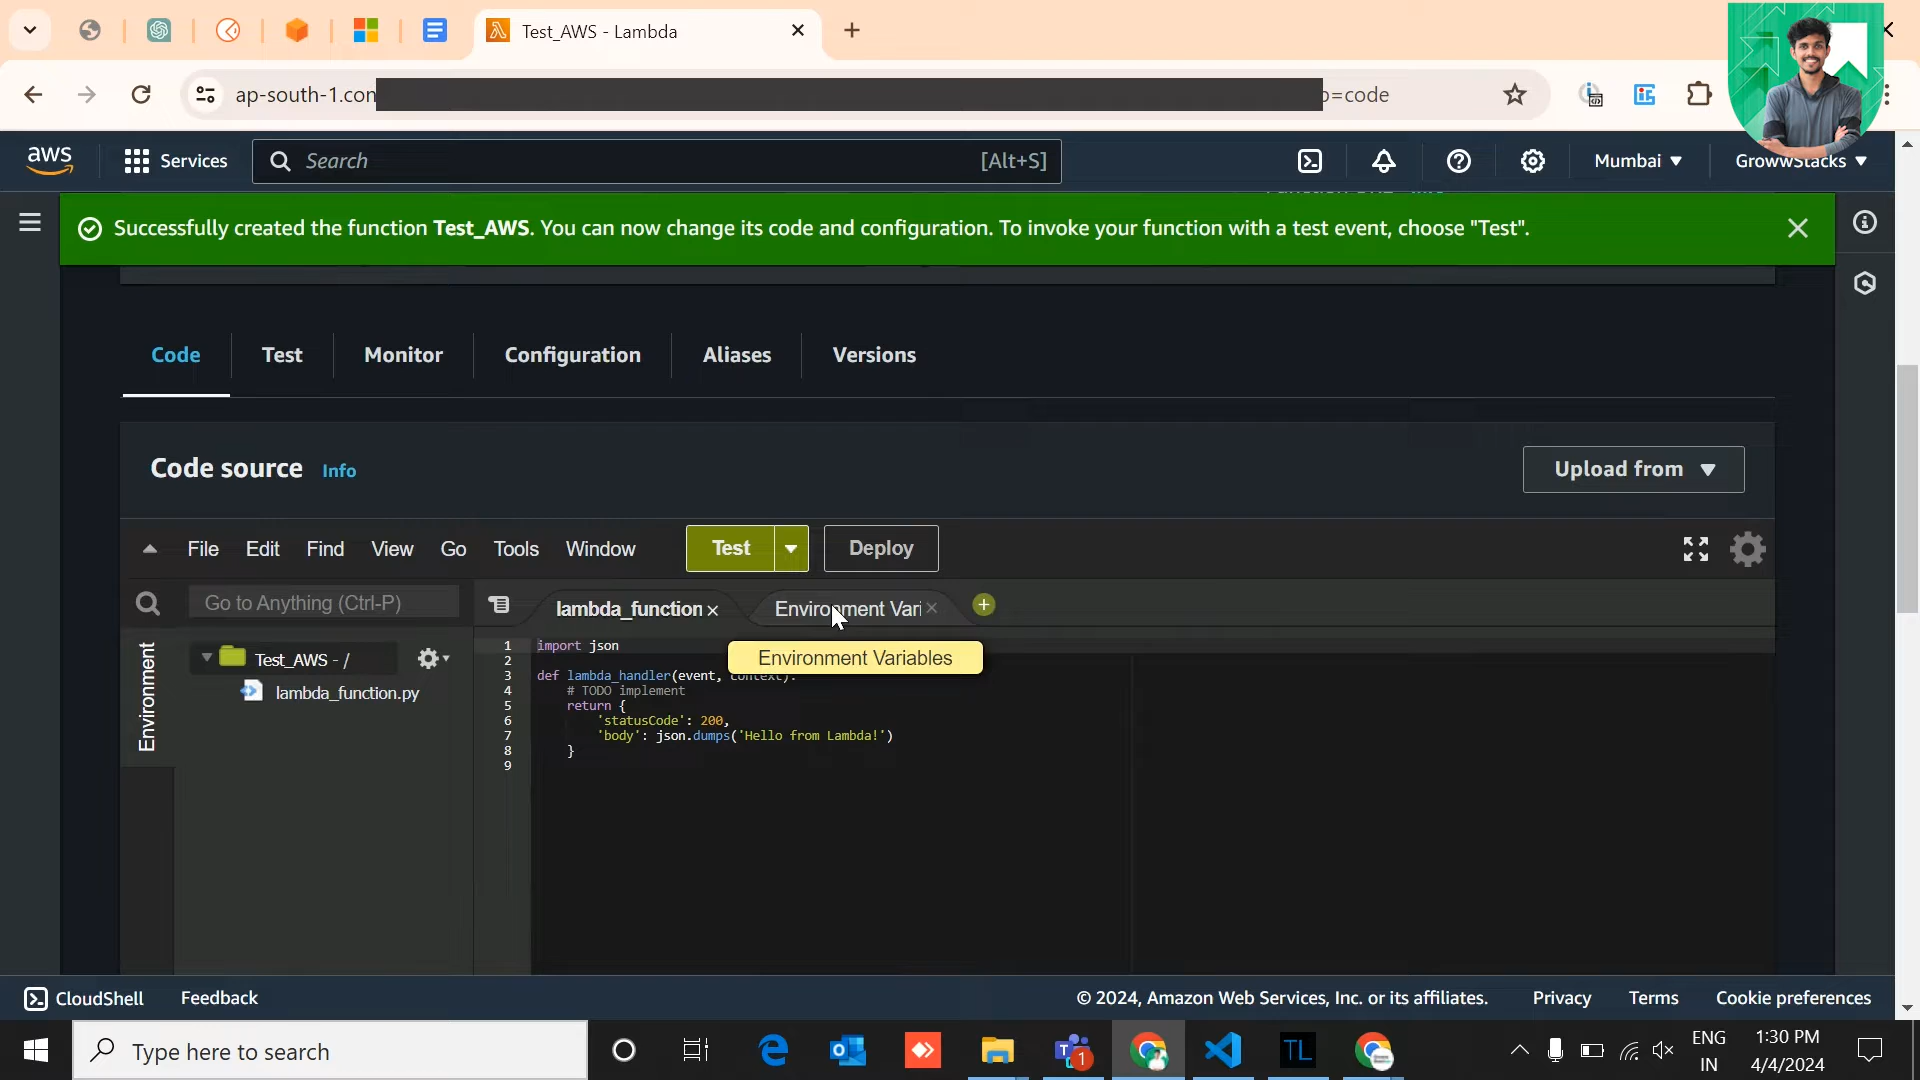 Test_AWS - Lambda
ap-south-1.con
=code
aws
Services
Search
[Alt+S]
Mumbai
GrowwStacks
Successfully created the function Test_AWS. You can now change its code and configuration. To invoke your function with a test event, choose "Test".
Code
Test
Monitor
Configuration
Aliases
Versions
Code source
Info
Upload from
File
Edit
Find
View
Go
Tools
Window
Test
Deploy
Go to Anything (Ctrl-P)
lambda_function
Environment Vari
Environment Variables
Environment
Test_AWS - /
lambda_function.py
1 import json
2
3 def lambda_handler(event, context):
4 # TODO implement
5 return {
6 'statusCode': 200,
7 'body': json.dumps('Hello from Lambda!')
8 }
9
CloudShell
Feedback
© 2024, Amazon Web Services, Inc. or its affiliates.
Privacy
Terms
Cookie preferences
Type here to search
1
TL
ENG
IN
1:30 PM
4/4/2024